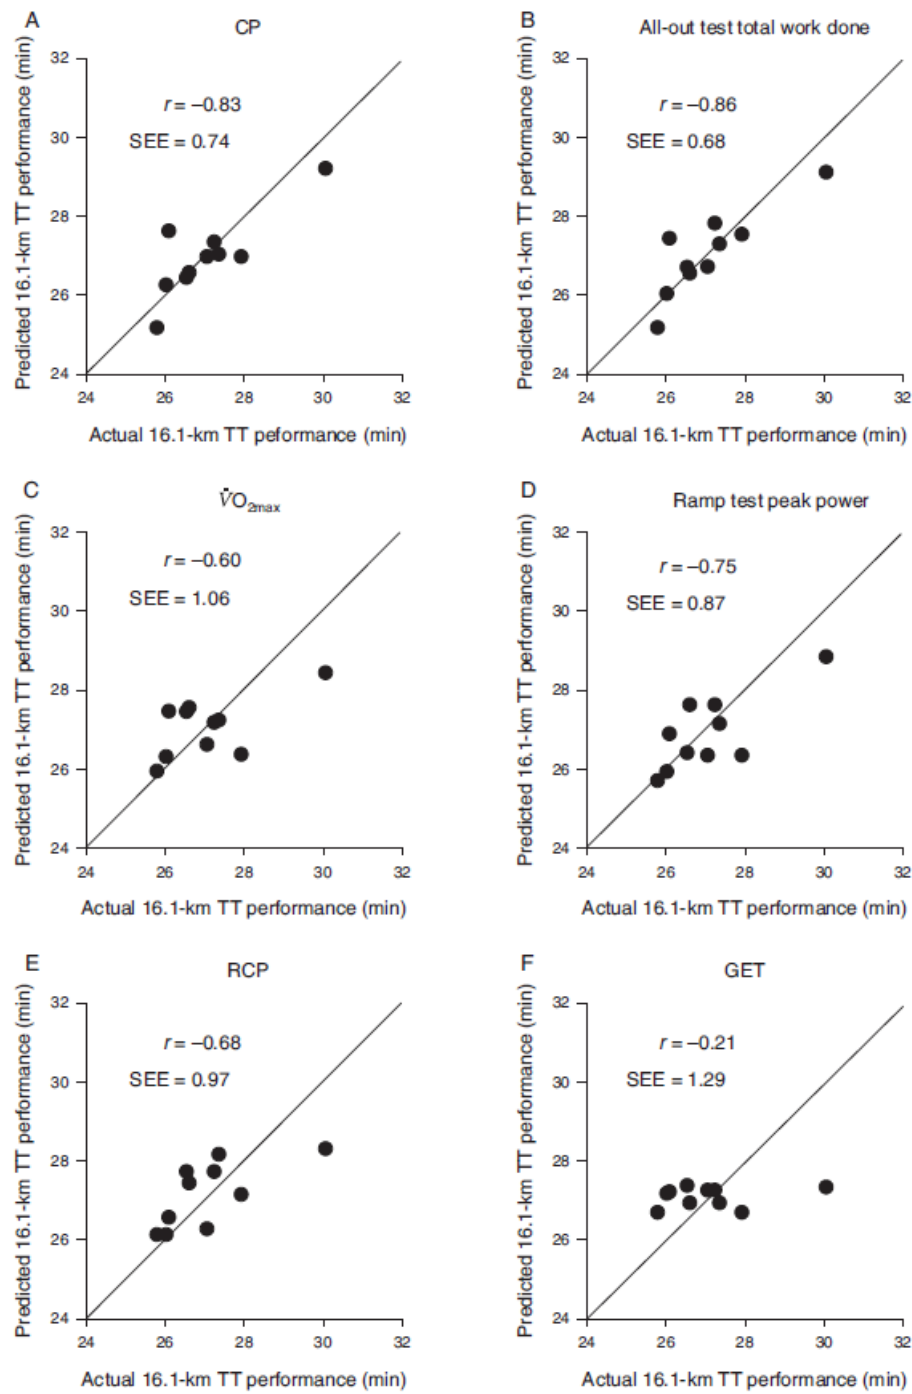 A
CP
Predicted 16.1-km TT performance (min)
32
30
28
26
24
r = –0.83
SEE = 0.74
24 26 28 30 32
Actual 16.1-km TT peformance (min)
B
All-out test total work done
Predicted 16.1-km TT performance (min)
32
30
28
26
24
r = –0.86
SEE = 0.68
24 26 28 30 32
Actual 16.1-km TT performance (min)
C
V̇O2max
Predicted 16.1-km TT performance (min)
32
30
28
26
24
r = –0.60
SEE = 1.06
24 26 28 30 32
Actual 16.1-km TT performance (min)
D
Ramp test peak power
Predicted 16.1-km TT performance (min)
32
30
28
26
24
r = –0.75
SEE = 0.87
24 26 28 30 32
Actual 16.1-km TT performance (min)
E
RCP
Predicted 16.1-km TT performance (min)
32
30
28
26
24
r = –0.68
SEE = 0.97
24 26 28 30 32
Actual 16.1-km TT performance (min)
F
GET
Predicted 16.1-km TT performance (min)
32
30
28
26
24
r = –0.21
SEE = 1.29
24 26 28 30 32
Actual 16.1-km TT performance (min)